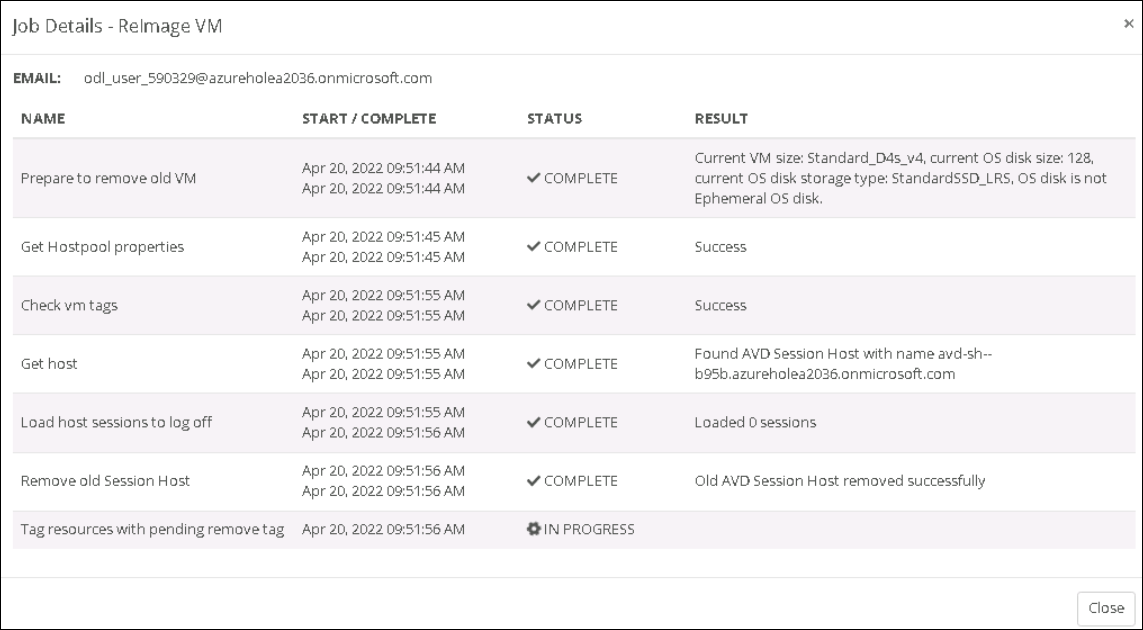 Job Details - ReImage VM ×
EMAIL: odl_user_590329@azureholea2036.onmicrosoft.com
NAME START / COMPLETE STATUS RESULT
Prepare to remove old VM Apr 20, 2022 09:51:44 AM Apr 20, 2022 09:51:44 AM COMPLETE Current VM size: Standard_D4s_v4, current OS disk size: 128,
current OS disk storage type: StandardSSD_LRS, OS disk is not
Ephemeral OS disk.
Get Hostpool properties Apr 20, 2022 09:51:45 AM COMPLETE Success
Apr 20, 2022 09:51:45 AM
Check vm tags Apr 20, 2022 09:51:55 AM COMPLETE Success
Apr 20, 2022 09:51:55 AM
Get host Apr 20, 2022 09:51:55 AM COMPLETE Found AVD Session Host with name avd-sh--
Apr 20, 2022 09:51:55 AM b95b.azureholea2036.onmicrosoft.com
Load host sessions to log off Apr 20, 2022 09:51:55 AM COMPLETE Loaded 0 sessions
Apr 20, 2022 09:51:56 AM
Remove old Session Host Apr 20, 2022 09:51:56 AM COMPLETE Old AVD Session Host removed successfully
Apr 20, 2022 09:51:56 AM
Tag resources with pending remove tag Apr 20, 2022 09:51:56 AM IN PROGRESS
Close